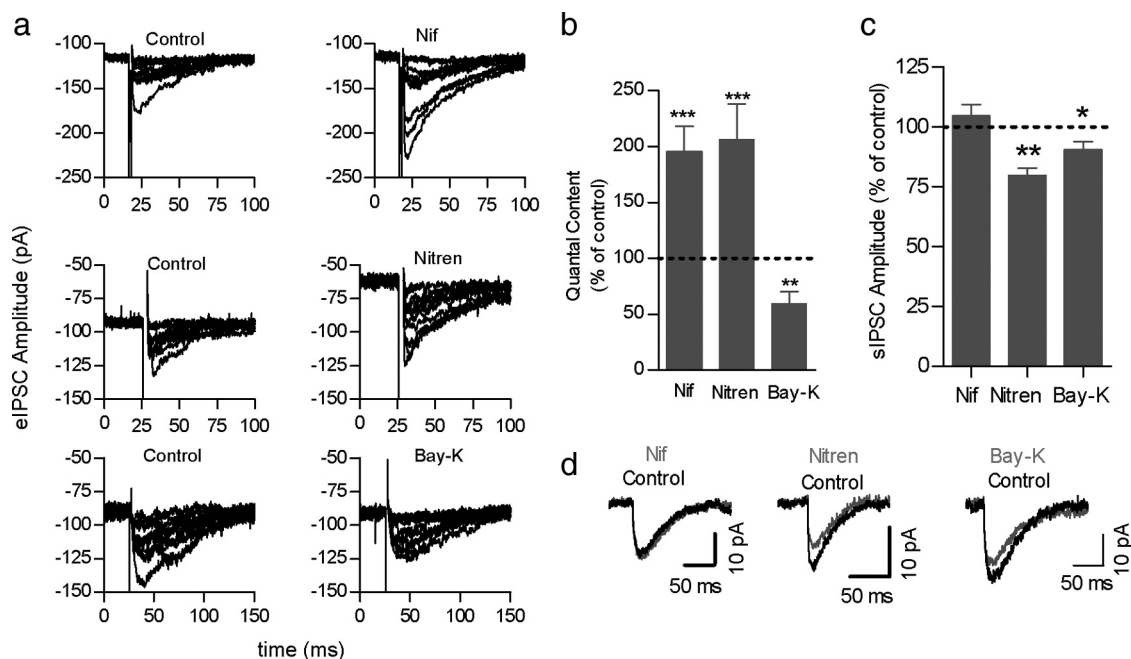 a
Control
Nif
-100
-150
-200
-250
0 25 50 75 100
-100
-150
-200
-250
0 25 50 75 100
eIPSC Amplitude (pA)
Control
Nitren
-50
-75
-100
-125
-150
0 25 50 75 100
-50
-75
-100
-125
-150
0 25 50 75 100
Control
Bay-K
-50
-75
-100
-125
-150
0 50 100 150
-50
-75
-100
-125
-150
0 50 100 150
time (ms)
b
Quantal Content
(% of control)
250
200
150
100
50
0
***
***
**
Nif Nitren Bay-K
c
sIPSC Amplitude (% of control)
125
100
75
50
25
0
**
*
Nif Nitren Bay-K
d
Nif
Control
10 pA
50 ms
Nitren
Control
10 pA
50 ms
Bay-K
Control
10 pA
50 ms